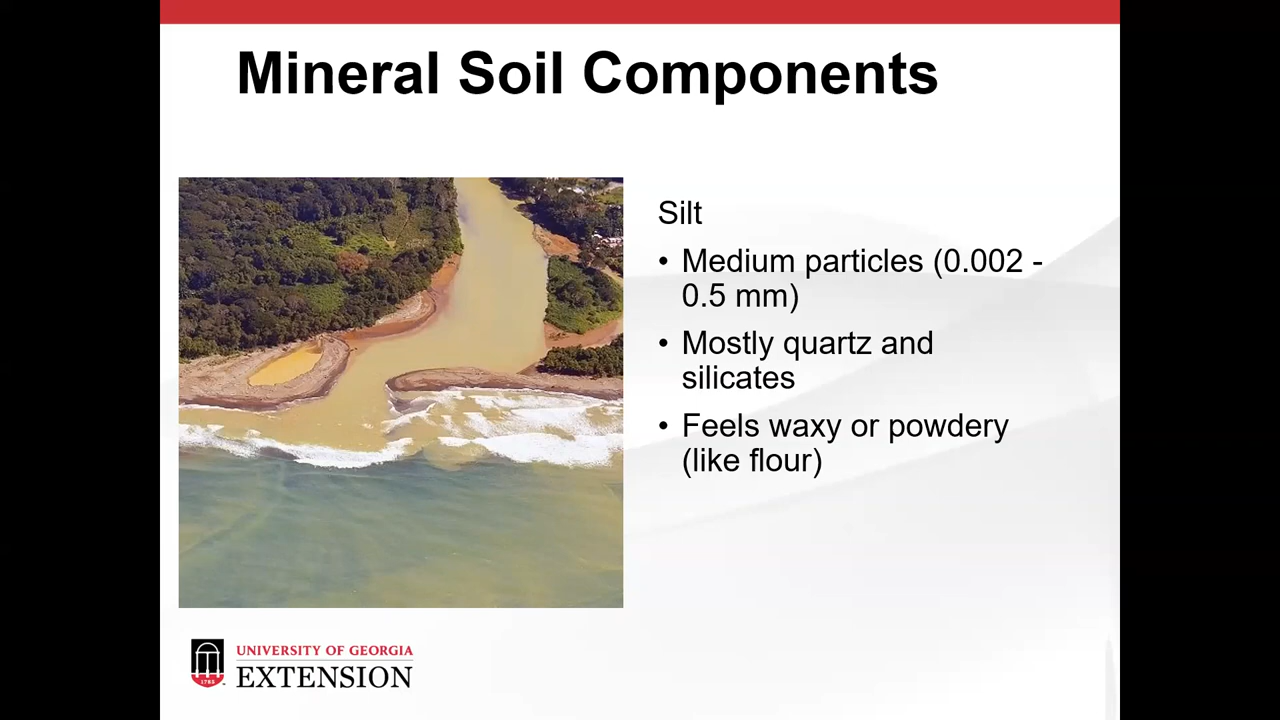 Mineral Soil Components
Silt
• Medium particles (0.002 -
0.5 mm)
• Mostly quartz and
silicates
• Feels waxy or powdery
(like flour)
1785
UNIVERSITY OF GEORGIA
EXTENSION